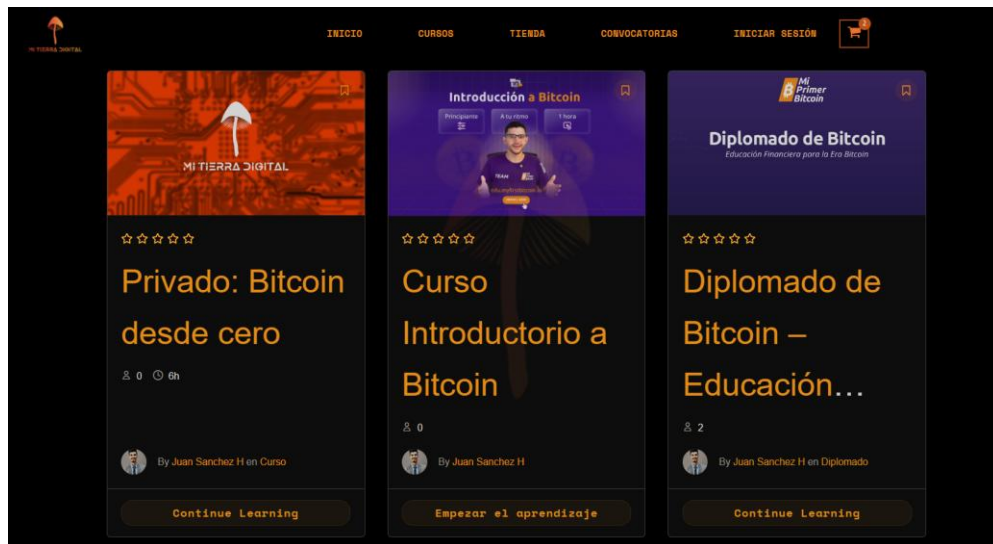 MI TIERRA DIGITAL
INICIO
CURSOS
TIENDA
CONVOCATORIAS
INICIAR SESIÓN
2
MI TIERRA DIGITAL
Privado: Bitcoin
desde cero
0 6h
By Juan Sanchez H en Curso
Continue Learning
Introducción a Bitcoin
Principiante
A tu ritmo
1 hora
TEAM
Curso
Introductorio a
Bitcoin
0
By Juan Sanchez H
Empezar el aprendizaje
Mi
Primer
Bitcoin
Diplomado de Bitcoin
Educación Financiera para la Era Bitcoin
Diplomado de
Bitcoin –
Educación...
2
By Juan Sanchez H en Diplomado
Continue Learning